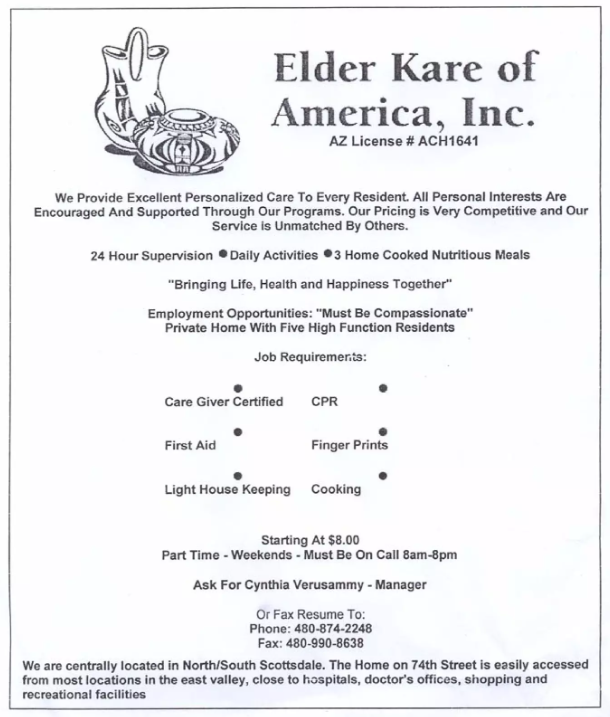 Elder Kare of
America, Inc.
AZ License # ACH1641
We Provide Excellent Personalized Care To Every Resident. All Personal Interests Are
Encouraged And Supported Through Our Programs. Our Pricing is Very Competitive and Our
Service is Unmatched By Others.
24 Hour Supervision ● Daily Activities ● 3 Home Cooked Nutritious Meals
"Bringing Life, Health and Happiness Together"
Employment Opportunities: "Must Be Compassionate"
Private Home With Five High Function Residents
Job Requirements:
● ●
Care Giver Certified CPR
● ●
First Aid Finger Prints
● ●
Light House Keeping Cooking
Starting At $8.00
Part Time - Weekends - Must Be On Call 8am-8pm
Ask For Cynthia Verusammy - Manager
Or Fax Resume To:
Phone: 480-874-2248
Fax: 480-990-8638
We are centrally located in North/South Scottsdale. The Home on 74th Street is easily accessed
from most locations in the east valley, close to hospitals, doctor's offices, shopping and
recreational facilities